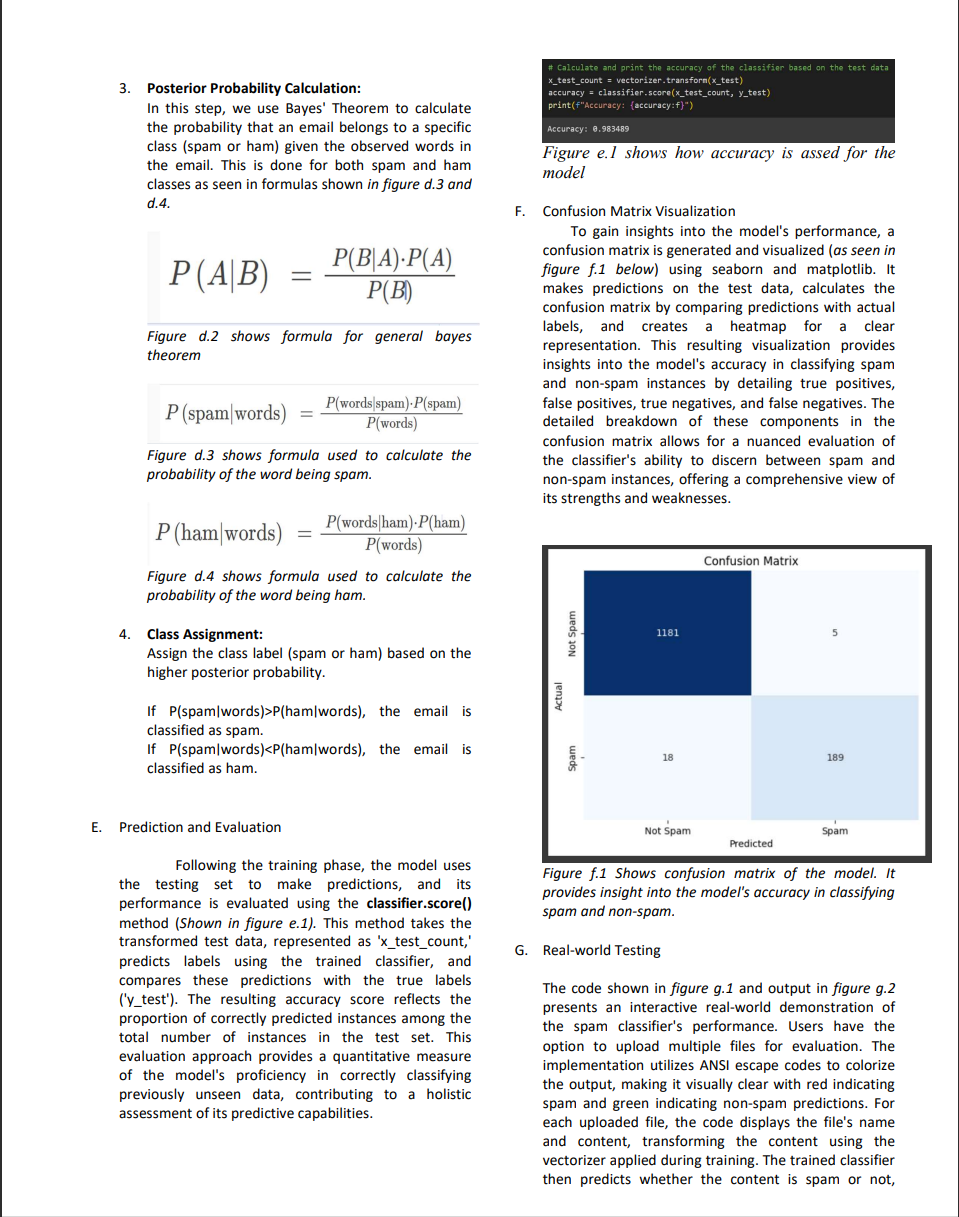 3. Posterior Probability Calculation:
In this step, we use Bayes' Theorem to calculate
the probability that an email belongs to a specific
class (spam or ham) given the observed words in
the email. This is done for both spam and ham
classes as seen in formulas shown in figure d.3 and
d.4.
P(A|B) = P(B|A)·P(A)
P(B)
Figure d.2 shows formula for general bayes
theorem
P(spam|words) = P(words|spam)·P(spam)
P(words)
Figure d.3 shows formula used to calculate the
probability of the word being spam.
P(ham|words) = P(words|ham)·P(ham)
P(words)
Figure d.4 shows formula used to calculate the
probability of the word being ham.
4. Class Assignment:
Assign the class label (spam or ham) based on the
higher posterior probability.
If P(spam|words)>P(ham|words), the email is
classified as spam.
If P(spam|words)<P(ham|words), the email is
classified as ham.
E. Prediction and Evaluation
Following the training phase, the model uses
the testing set to make predictions, and its
performance is evaluated using the classifier.score()
method (Shown in figure e.1). This method takes the
transformed test data, represented as 'x_test_count,'
predicts labels using the trained classifier, and
compares these predictions with the true labels
('y_test'). The resulting accuracy score reflects the
proportion of correctly predicted instances among the
total number of instances in the test set. This
evaluation approach provides a quantitative measure
of the model's proficiency in correctly classifying
previously unseen data, contributing to a holistic
assessment of its predictive capabilities.
# Calculate and print the accuracy of the classifier based on the test data
x_test_count = vectorizer.transform(x_test)
accuracy = classifier.score(x_test_count, y_test)
print(f"Accuracy: {accuracy:f}")
Accuracy: 0.983489
Figure e.1 shows how accuracy is assed for the
model
F. Confusion Matrix Visualization
To gain insights into the model's performance, a
confusion matrix is generated and visualized (as seen in
figure f.1 below) using seaborn and matplotlib. It
makes predictions on the test data, calculates the
confusion matrix by comparing predictions with actual
labels, and creates a heatmap for a clear
representation. This resulting visualization provides
insights into the model's accuracy in classifying spam
and non-spam instances by detailing true positives,
false positives, true negatives, and false negatives. The
detailed breakdown of these components in the
confusion matrix allows for a nuanced evaluation of
the classifier's ability to discern between spam and
non-spam instances, offering a comprehensive view of
its strengths and weaknesses.
Confusion Matrix
Not Spam
1181
5
Actual
Spam
18
189
Not Spam
Spam
Predicted
Figure f.1 Shows confusion matrix of the model. It
provides insight into the model's accuracy in classifying
spam and non-spam.
G. Real-world Testing
The code shown in figure g.1 and output in figure g.2
presents an interactive real-world demonstration of
the spam classifier's performance. Users have the
option to upload multiple files for evaluation. The
implementation utilizes ANSI escape codes to colorize
the output, making it visually clear with red indicating
spam and green indicating non-spam predictions. For
each uploaded file, the code displays the file's name
and content, transforming the content using the
vectorizer applied during training. The trained classifier
then predicts whether the content is spam or not,